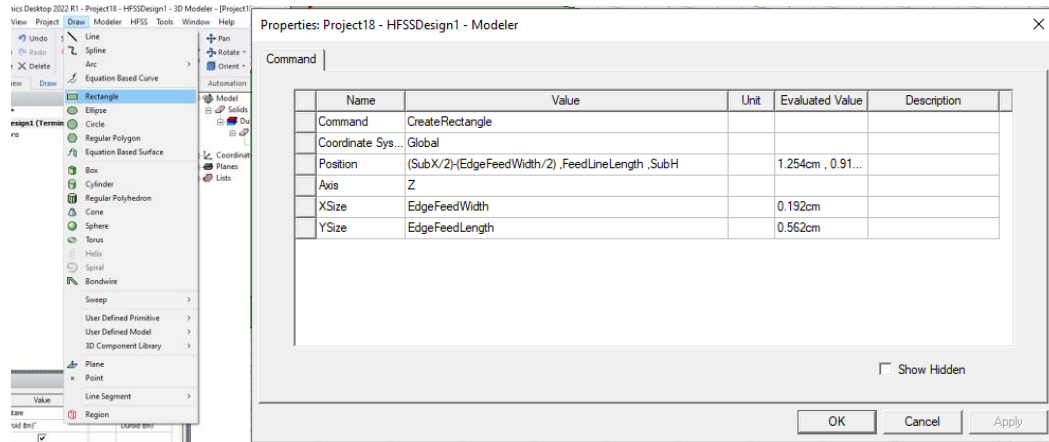 nics Desktop 2022 R1 - Project18 - HFSSDesign1 - 3D Modeler - [Project1
View Project Draw Modeler HFSS Tools Window Help
Undo
Redo
Delete
Draw
Line
Spline
Arc
Equation Based Curve
Rectangle
Ellipse
Circle
Regular Polygon
Equation Based Surface
Box
Cylinder
Regular Polyhedron
Cone
Sphere
Torus
Helix
Spiral
Bondwire
Sweep
User Defined Primitive
User Defined Model
3D Component Library
Plane
Point
Line Segment
Region
Pan
Rotate
Orient
Automation
Model
Solids
Du
Coordinat
Planes
Lists
esign1 (Termin
Value
Properties: Project18 - HFSSDesign1 - Modeler
Command
Name Value Unit Evaluated Value Description
Command CreateRectangle
Coordinate Sys... Global
Position (SubX/2)-(EdgeFeedWidth/2) ,FeedLineLength ,SubH 1.254cm , 0.91...
Axis Z
XSize EdgeFeedWidth 0.192cm
YSize EdgeFeedLength 0.562cm
Show Hidden
OK Cancel Apply